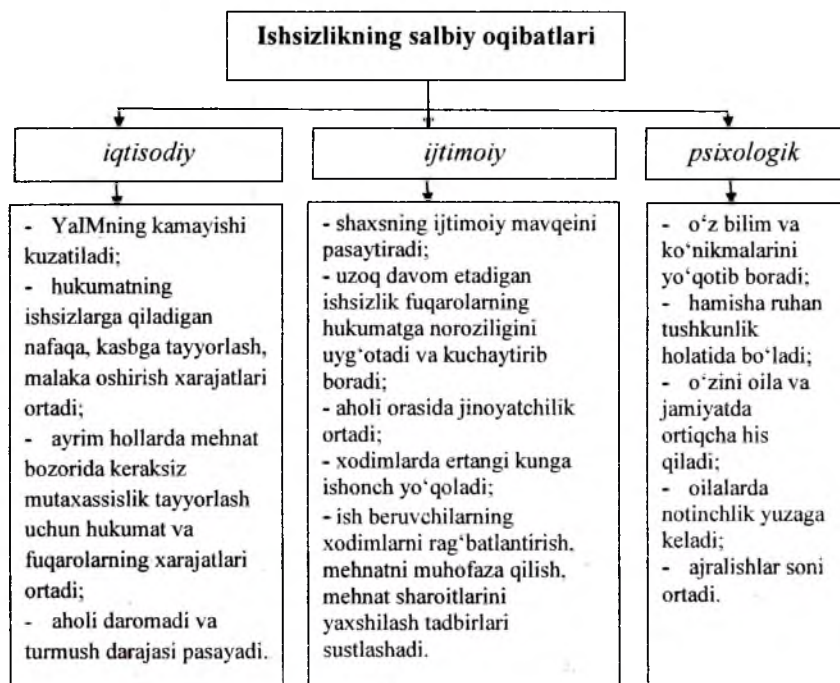 Ishsizlikning salbiy oqibatlari
iqtisodiy
ijtimoiy
psixologik
- YaIMning kamayishi
kuzatiladi;
- hukumatning
ishsizlarga qiladigan
nafaqa, kasbga tayyorlash,
malaka oshirish xarajatlari
ortadi;
- ayrim hollarda mehnat
bozorida keraksiz
mutaxassislik tayyorlash
uchun hukumat va
fuqarolarning xarajatlari
ortadi;
- aholi daromadi va
turmush darajasi pasayadi.
- shaxsning ijtimoiy mavqeini
pasaytiradi;
- uzoq davom etadigan
ishsizlik fuqarolarning
hukumatga noroziligini
uyg‘otadi va kuchaytirib
boradi;
- aholi orasida jinoyatchilik
ortadi;
- xodimlarda ertangi kunga
ishonch yo‘qoladi;
- ish beruvchilarning
xodimlarni rag‘batlantirish,
mehnatni muhofaza qilish,
mehnat sharoitlarini
yaxshilash tadbirlari
sustlashadi.
- o‘z bilim va
ko‘nikmalarini
yo‘qotib boradi;
- hamisha ruhan
tushkunlik
holatida bo‘ladi;
- o‘zini oila va
jamiyatda
ortiqcha his
qiladi;
- oilalarda
notinchlik yuzaga
keladi;
- ajralishlar soni
ortadi.